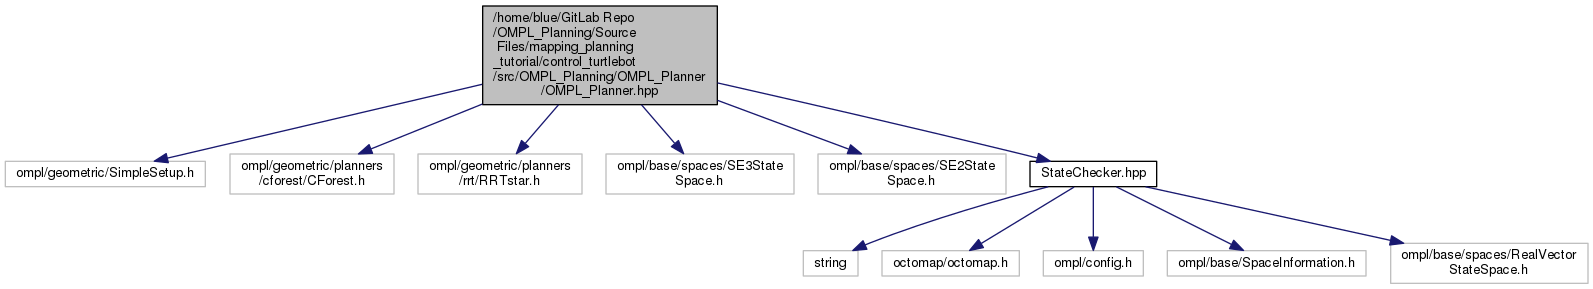 /home/blue/GitLab Repo
/OMPL_Planning/Source
Files/mapping_planning
_tutorial/control_turtlebot
/src/OMPL_Planning/OMPL_Planner
/OMPL_Planner.hpp
ompl/geometric/SimpleSetup.h
ompl/geometric/planners
/cforest/CForest.h
ompl/geometric/planners
/rrt/RRTstar.h
ompl/base/spaces/SE3State
Space.h
ompl/base/spaces/SE2State
Space.h
StateChecker.hpp
string
octomap/octomap.h
ompl/config.h
ompl/base/SpaceInformation.h
ompl/base/spaces/RealVector
StateSpace.h